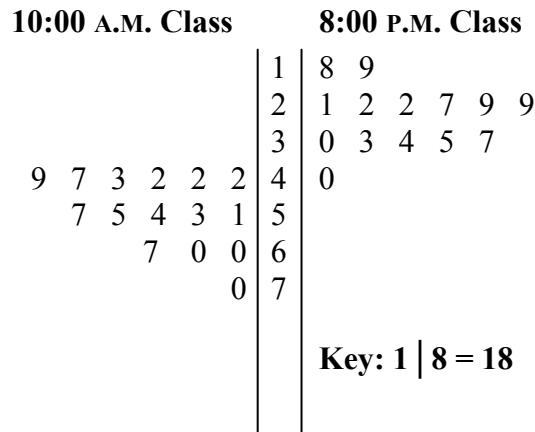 10:00 A.M. Class 8:00 P.M. Class
1 8 9
2 1 2 2 7 9 9
3 0 3 4 5 7
9 7 3 2 2 2 4 0
7 5 4 3 1 5
7 0 0 6
0 7
Key: 1 | 8 = 18